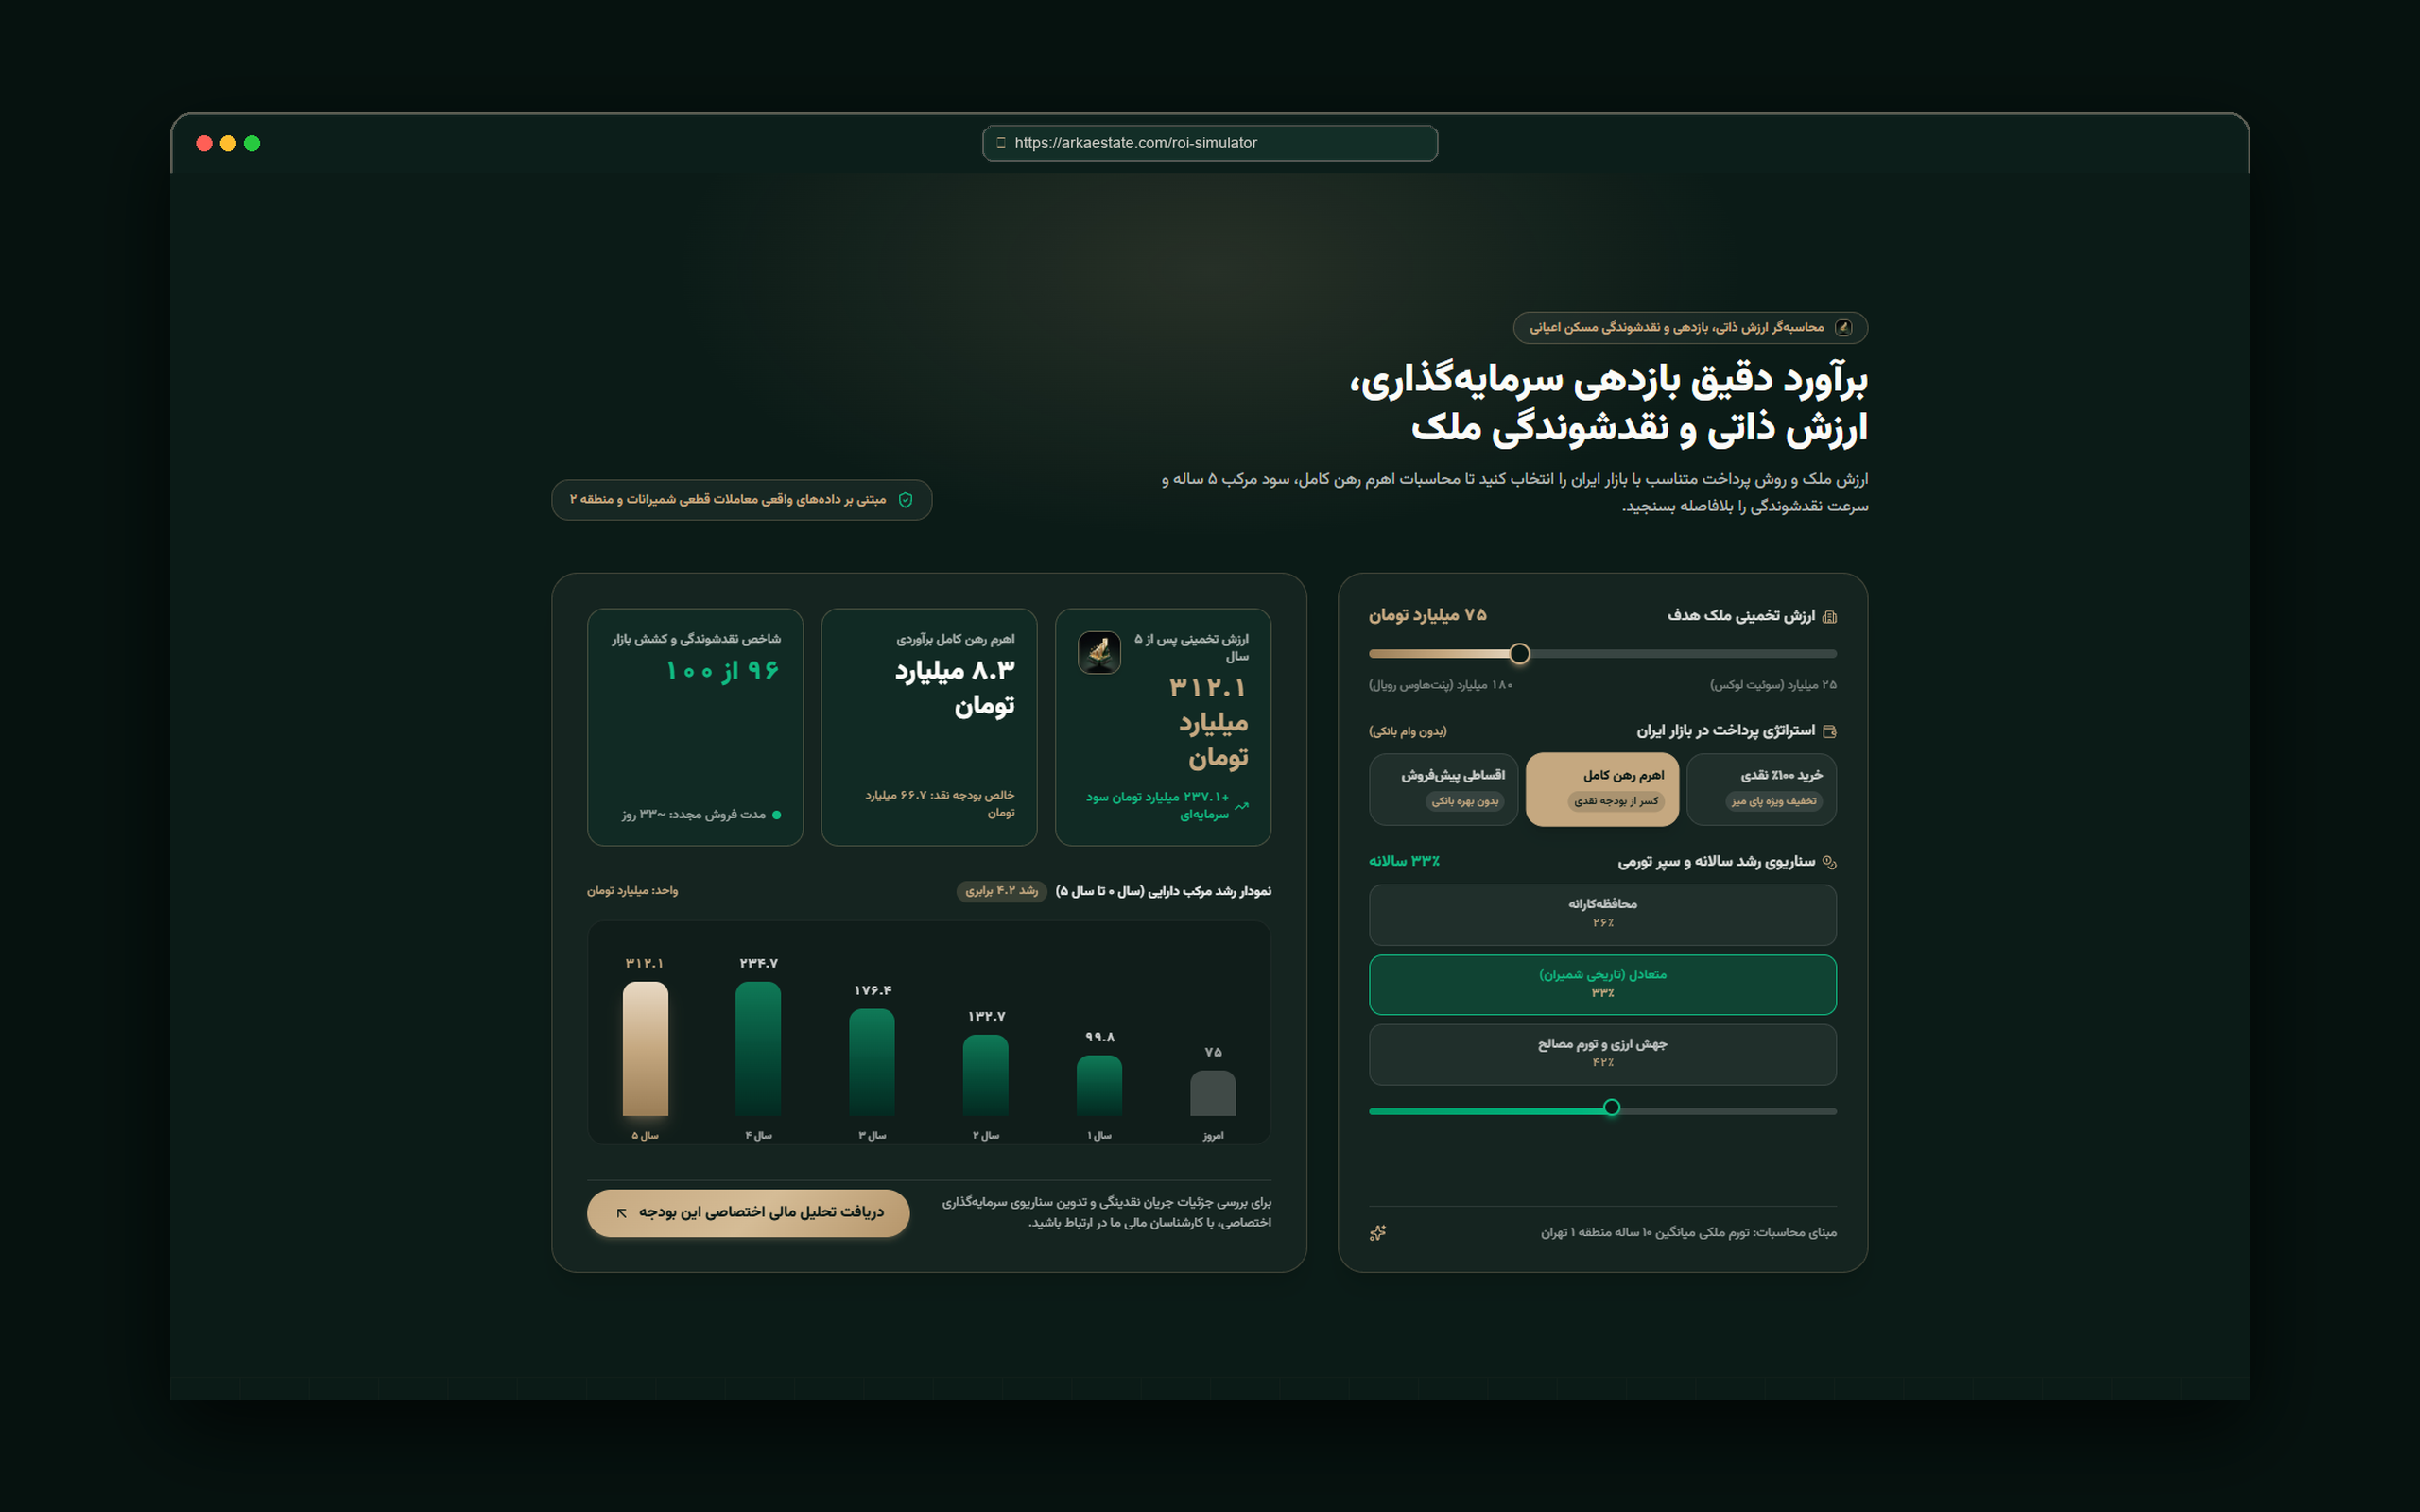 https://arkaestate.com/roi-simulator
محاسبه‌گر ارزش ذاتی، بازدهی و نقدشوندگی مسکن اعیانی
برآورد دقیق بازدهی سرمایه‌گذاری،
ارزش ذاتی و نقدشوندگی ملک
ارزش ملک و روش پرداخت متناسب با بازار ایران را انتخاب کنید تا محاسبات اهرم رهن کامل، سود مرکب ۵ ساله و
سرعت نقدشوندگی را بلافاصله بسنجید.
مبتنی بر داده‌های واقعی معاملات قطعی شمیرانات و منطقه ۲
ارزش تخمینی ملک هدف
۷۵ میلیارد تومان
۲۵ میلیارد (سوئیت لوکس)
۱۸۰ میلیارد (پنت‌هاوس رویال)
استراتژی پرداخت در بازار ایران
(بدون وام بانکی)
خرید ۱۰۰٪ نقدی
تخفیف ویژه پای میز
اهرم رهن کامل
کسر از بودجه نقدی
اقساطی پیش‌فروش
بدون بهره بانکی
سناریوی رشد سالانه و سپر تورمی
۳۳٪ سالانه
محافظه‌کارانه
۲۶٪
متعادل (تاریخی شمیران)
۳۳٪
جهش ارزی و تورم مصالح
۴۲٪
مبنای محاسبات: تورم ملکی میانگین ۱۰ ساله منطقه ۱ تهران
ارزش تخمینی پس از ۵
سال
۳۱۲.۱
میلیارد
تومان
+۲۳۷.۱ میلیارد تومان سود
سرمایه‌ای
اهرم رهن کامل برآوردی
۸.۳ میلیارد
تومان
خالص بودجه نقد: ۶۶.۷ میلیارد
تومان
شاخص نقدشوندگی و کشش بازار
۹۶ از ۱۰۰
مدت فروش مجدد: ~۳۳ روز
نمودار رشد مرکب دارایی (سال ۰ تا سال ۵)
رشد ۴.۲ برابری
واحد: میلیارد تومان
۷۵
۹۹.۸
۱۳۲.۷
۱۷۶.۴
۲۳۴.۷
۳۱۲.۱
امروز
سال ۱
سال ۲
سال ۳
سال ۴
سال ۵
برای بررسی جزئیات جریان نقدینگی و تدوین سناریوی سرمایه‌گذاری
اختصاصی، با کارشناسان مالی ما در ارتباط باشید.
دریافت تحلیل مالی اختصاصی این بودجه